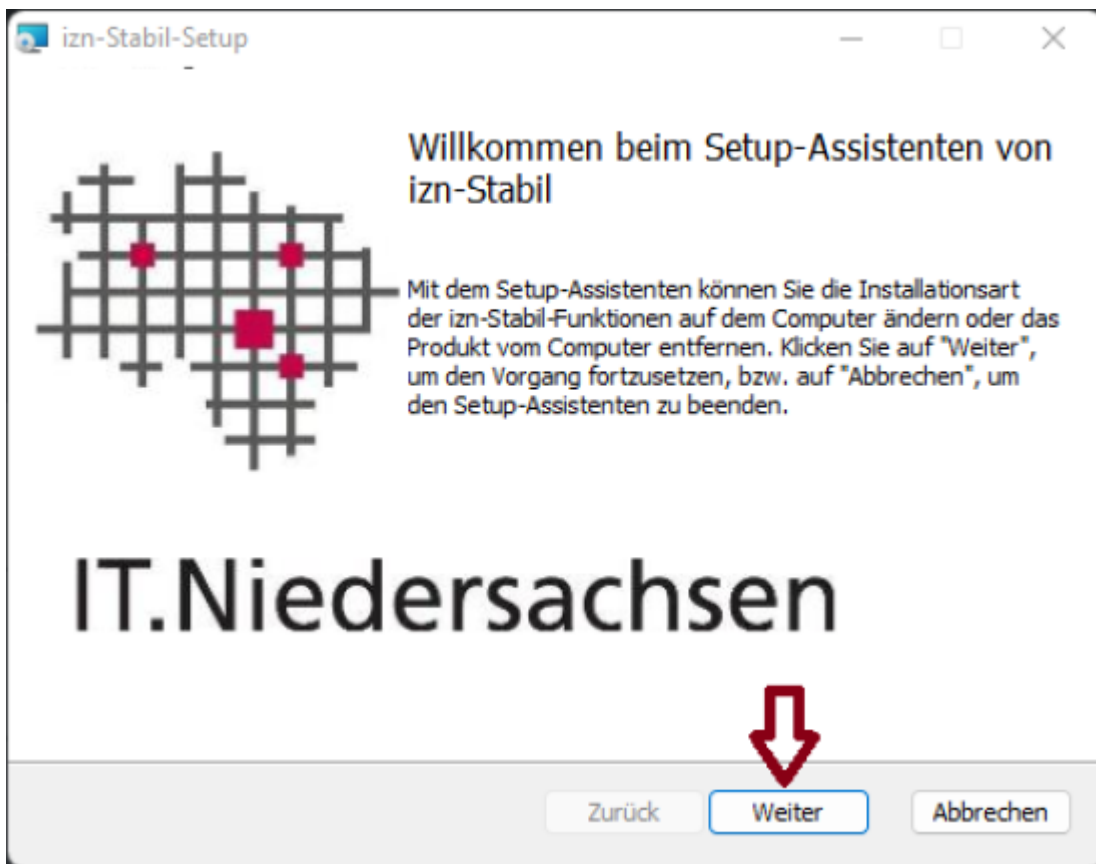 izn-Stabil-Setup
Willkommen beim Setup-Assistenten von
izn-Stabil
Mit dem Setup-Assistenten können Sie die Installationsart
der izn-Stabil-Funktionen auf dem Computer ändern oder das
Produkt vom Computer entfernen. Klicken Sie auf "Weiter",
um den Vorgang fortzusetzen, bzw. auf "Abbrechen", um
den Setup-Assistenten zu beenden.
IT.Niedersachsen
Zurück Weiter Abbrechen